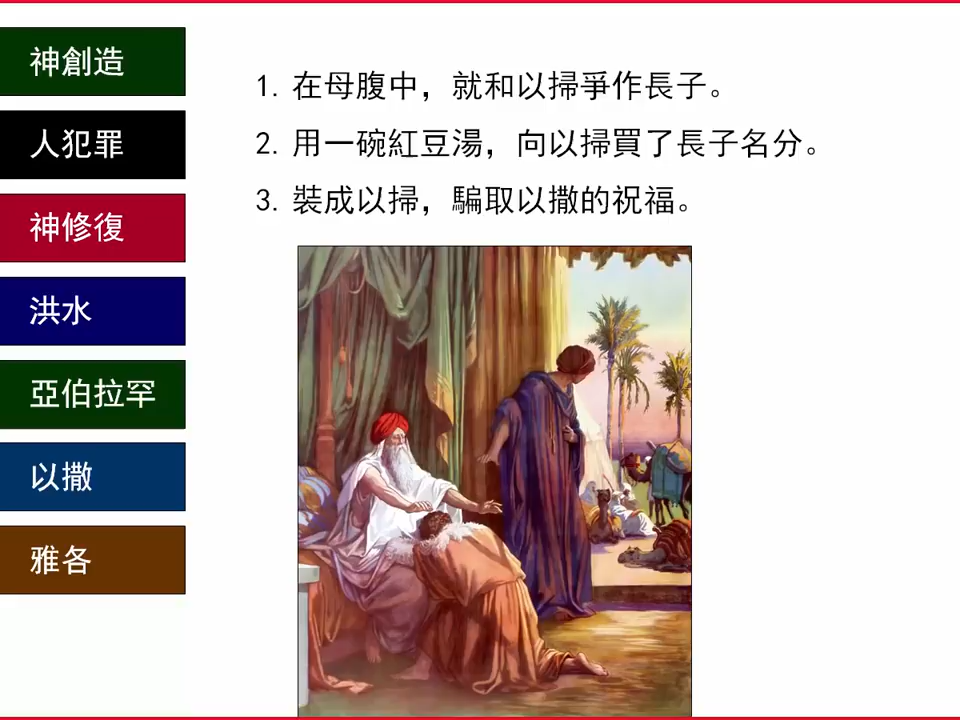 神創造
人犯罪
神修復
洪水
亞伯拉罕
以撒
雅各
1. 在母腹中，就和以掃爭作長子。
2. 用一碗紅豆湯，向以掃買了長子名分。
3. 裝成以掃，騙取以撒的祝福。